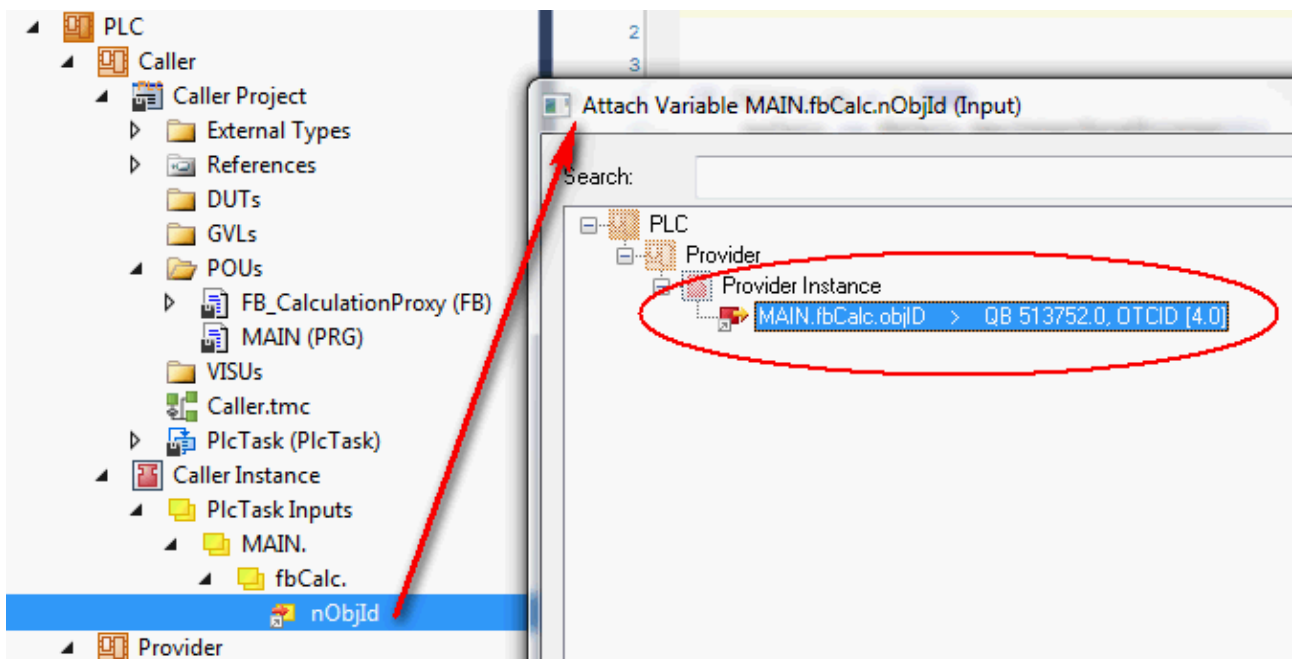 PLC
Caller
Caller Project
External Types
References
DUTs
GVLs
POUs
FB_CalculationProxy (FB)
MAIN (PRG)
VISUs
Caller.tmc
PlcTask (PlcTask)
Caller Instance
PlcTask Inputs
MAIN.
fbCalc.
nObjId
Provider
2
3
Attach Variable MAIN.fbCalc.nObjId (Input)
Search:
PLC
Provider
Provider Instance
MAIN.fbCalc.objID > QB 513752.0, OTCID [4.0]